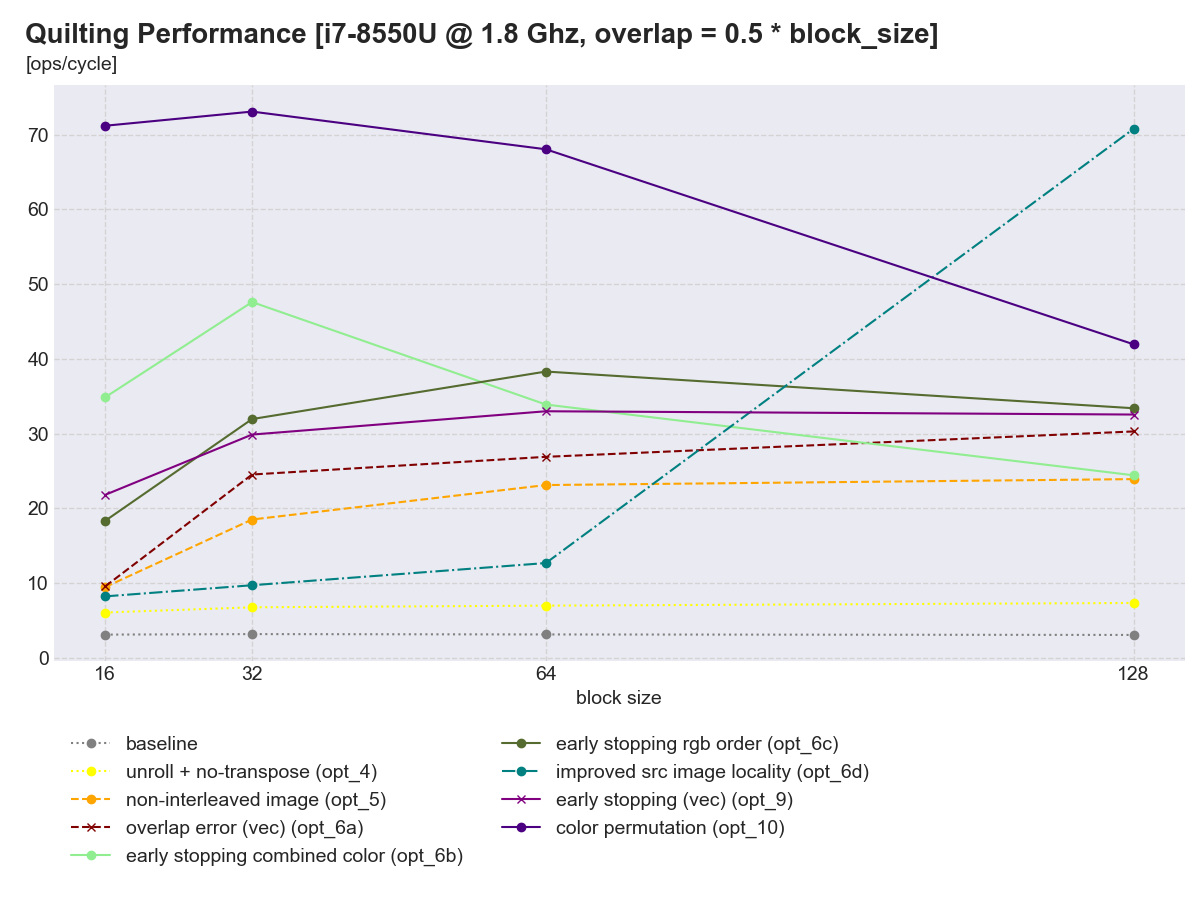 Quilting Performance [i7-8550U @ 1.8 Ghz, overlap = 0.5 * block_size]
[ops/cycle]
70
60
50
40
30
20
10
0
16 32 64 128
block size
baseline
unroll + no-transpose (opt_4)
non-interleaved image (opt_5)
overlap error (vec) (opt_6a)
early stopping combined color (opt_6b)
early stopping rgb order (opt_6c)
improved src image locality (opt_6d)
early stopping (vec) (opt_9)
color permutation (opt_10)